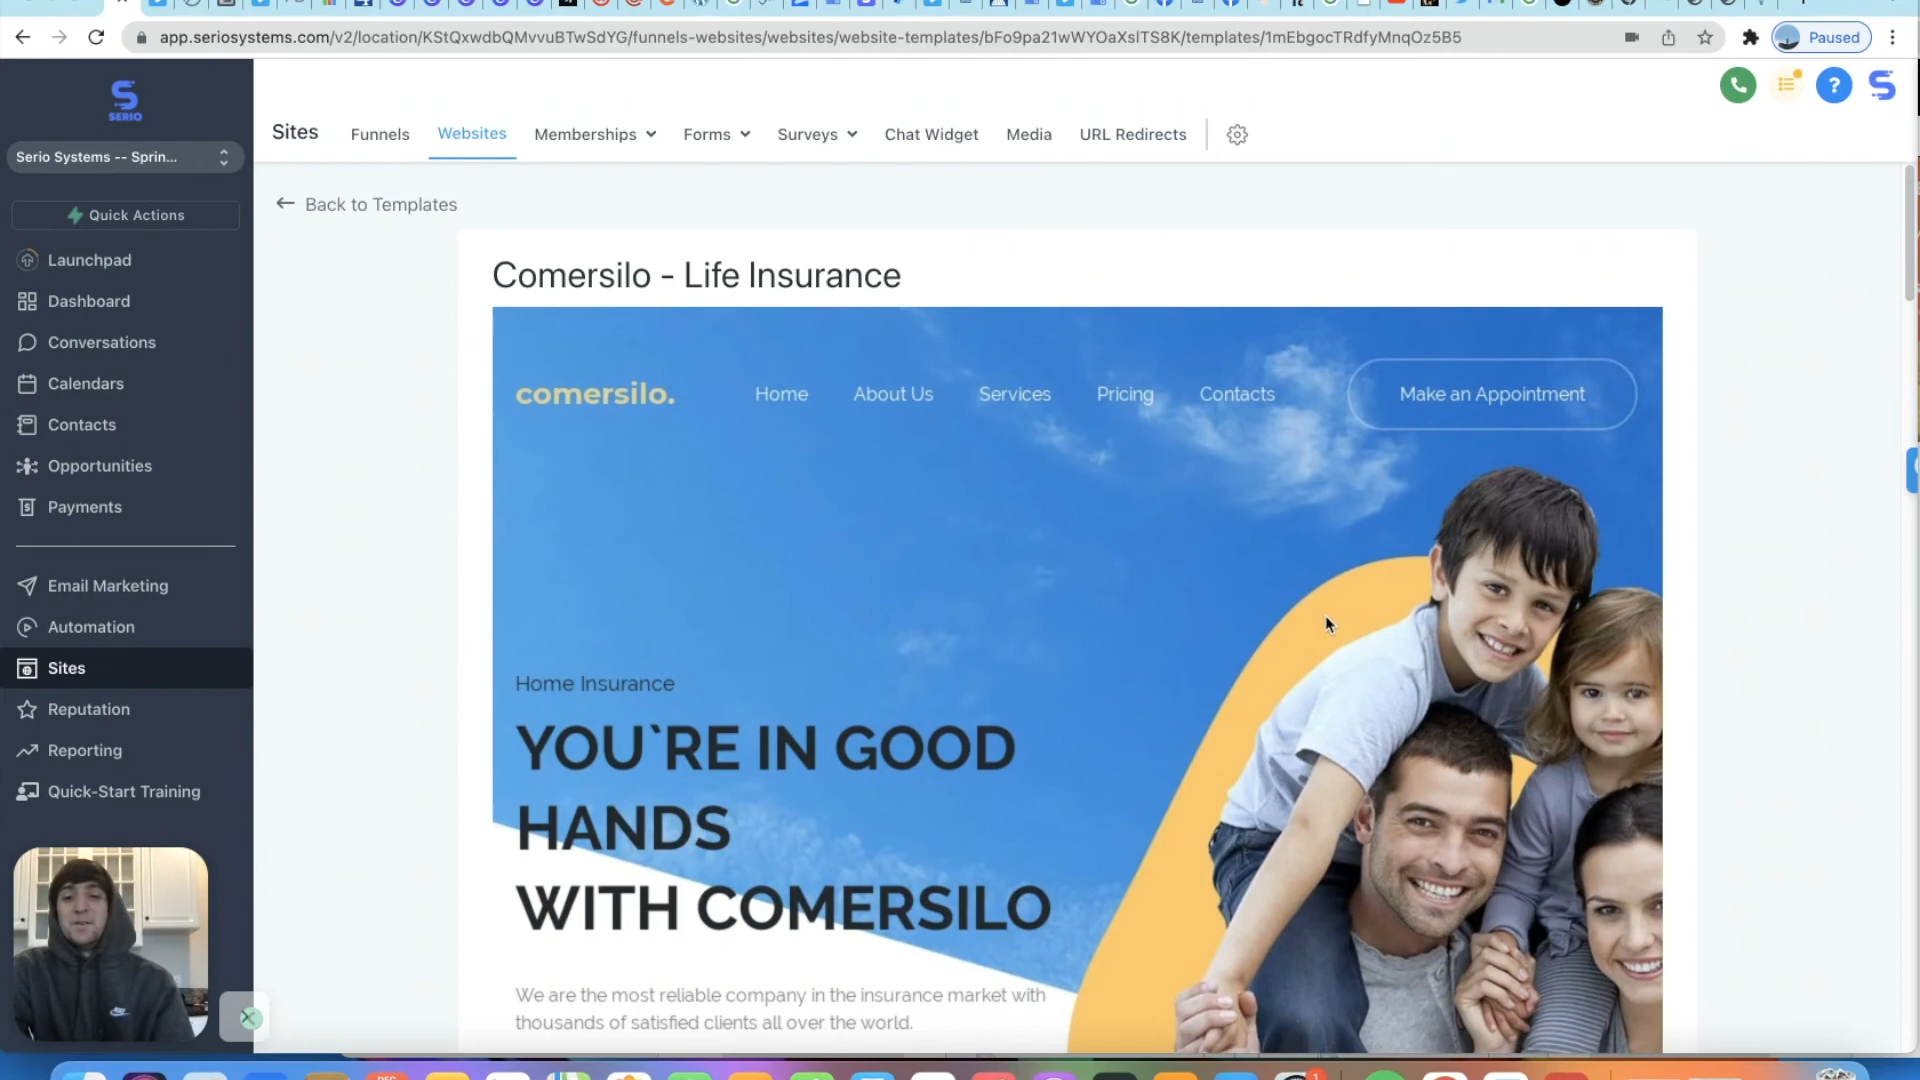 app.seriosystems.com/v2/location/KStQxwdbQMvvuBTwSdYG/funnels-websites/websites/website-templates/bFo9pa21wWYOaXsITS8K/templates/1mEbgocTRdfyMnqOz5B5
Paused
SERIO
Sites
Funnels
Websites
Memberships
Forms
Surveys
Chat Widget
Media
URL Redirects
?
Serio Systems -- Sprin...
Quick Actions
Launchpad
Dashboard
Conversations
Calendars
Contacts
Opportunities
Payments
Email Marketing
Automation
Sites
Reputation
Reporting
Quick-Start Training
Back to Templates
Comersilo - Life Insurance
comersilo.
Home
About Us
Services
Pricing
Contacts
Make an Appointment
Home Insurance
YOU`RE IN GOOD
HANDS
WITH COMERSILO
We are the most reliable company in the insurance market with
thousands of satisfied clients all over the world.